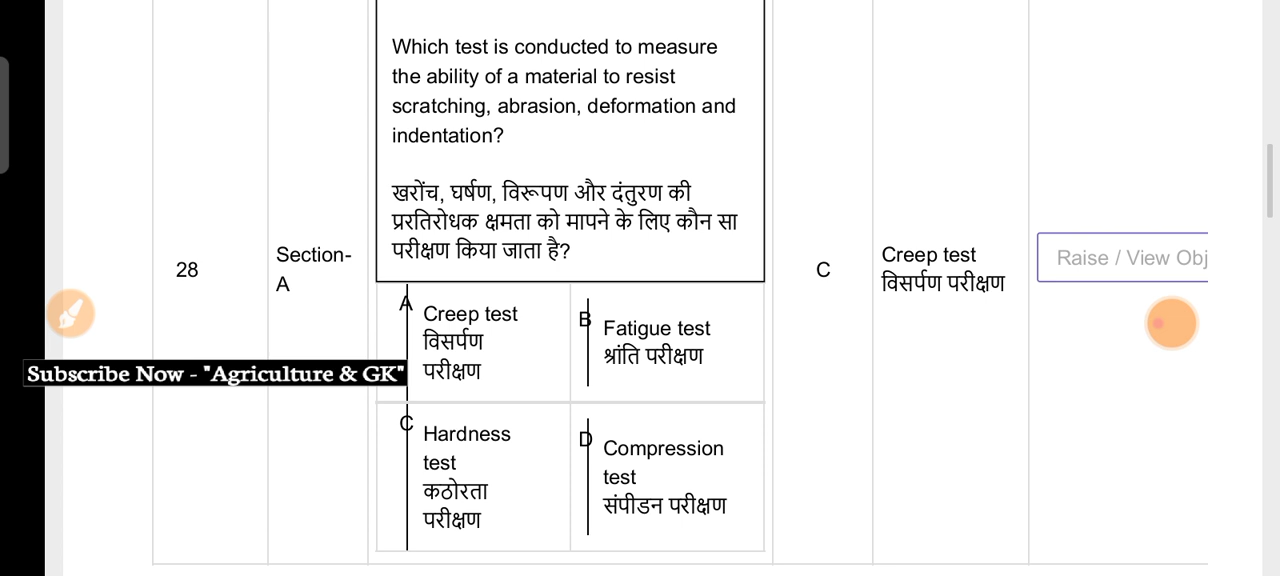 Which test is conducted to measure
the ability of a material to resist
scratching, abrasion, deformation and
indentation?
खरोंच, घर्षण, विरूपण और दंतुरण की
प्ररतिरोधक क्षमता को मापने के लिए कौन सा
परीक्षण किया जाता है?
28
Section-
A
C
Creep test
विसर्पण परीक्षण
Raise / View Obj
A
Creep test
विसर्पण
परीक्षण
B
Fatigue test
श्रांति परीक्षण
Subscribe Now - "Agriculture & GK"
C
Hardness
test
कठोरता
परीक्षण
D
Compression
test
संपीडन परीक्षण